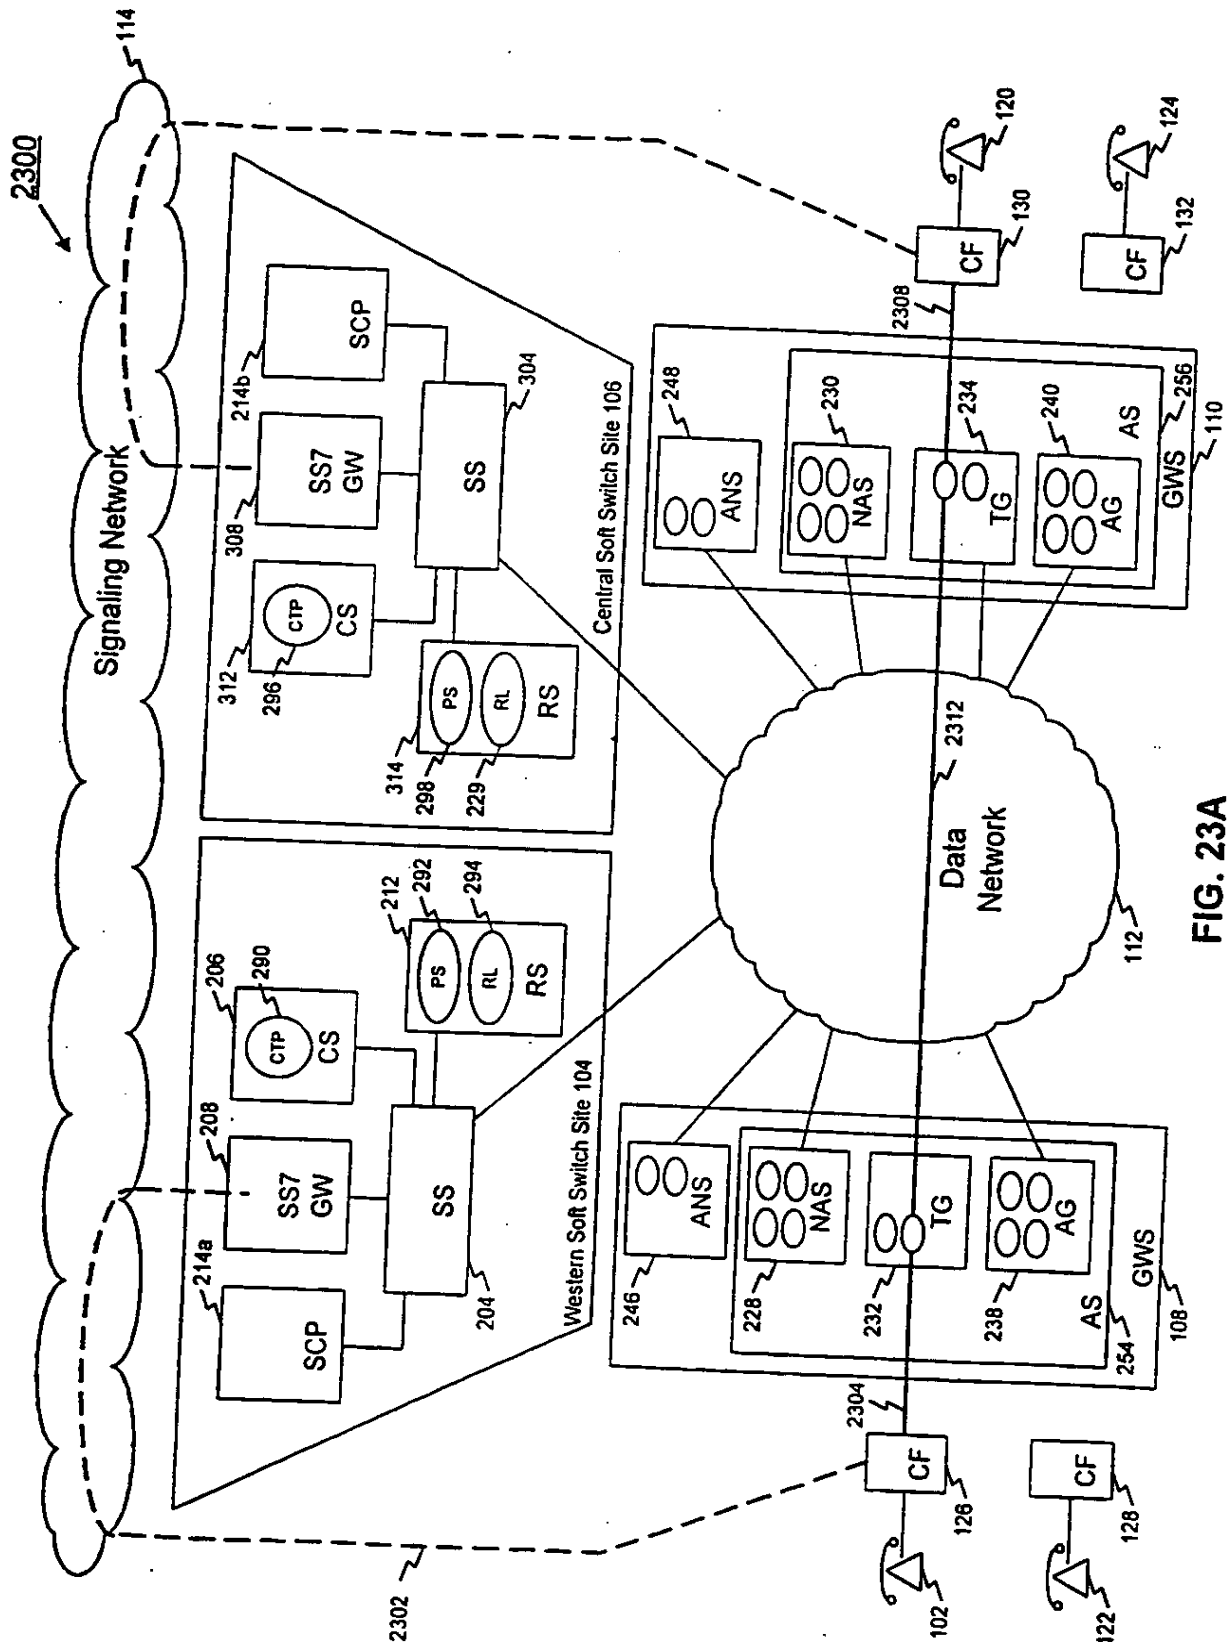 2300
114
Signaling Network
214a
SCP
208
SS7
GW
206
290
CTP
CS
212
292
PS
294
RL
RS
SS
204
Western Soft Switch Site 104
312
296
CTP
CS
308
SS7
GW
214b
SCP
SS
304
314
298
PS
229
RL
RS
Central Soft Switch Site 106
2302
246
ANS
228
NAS
232
TG
238
AG
AS
254
GWS
108
2304
CF
126
102
CF
128
122
Data
Network
112
2312
248
ANS
230
NAS
234
TG
240
AG
AS
256
GWS
110
2308
CF
130
120
CF
132
124
FIG. 23A